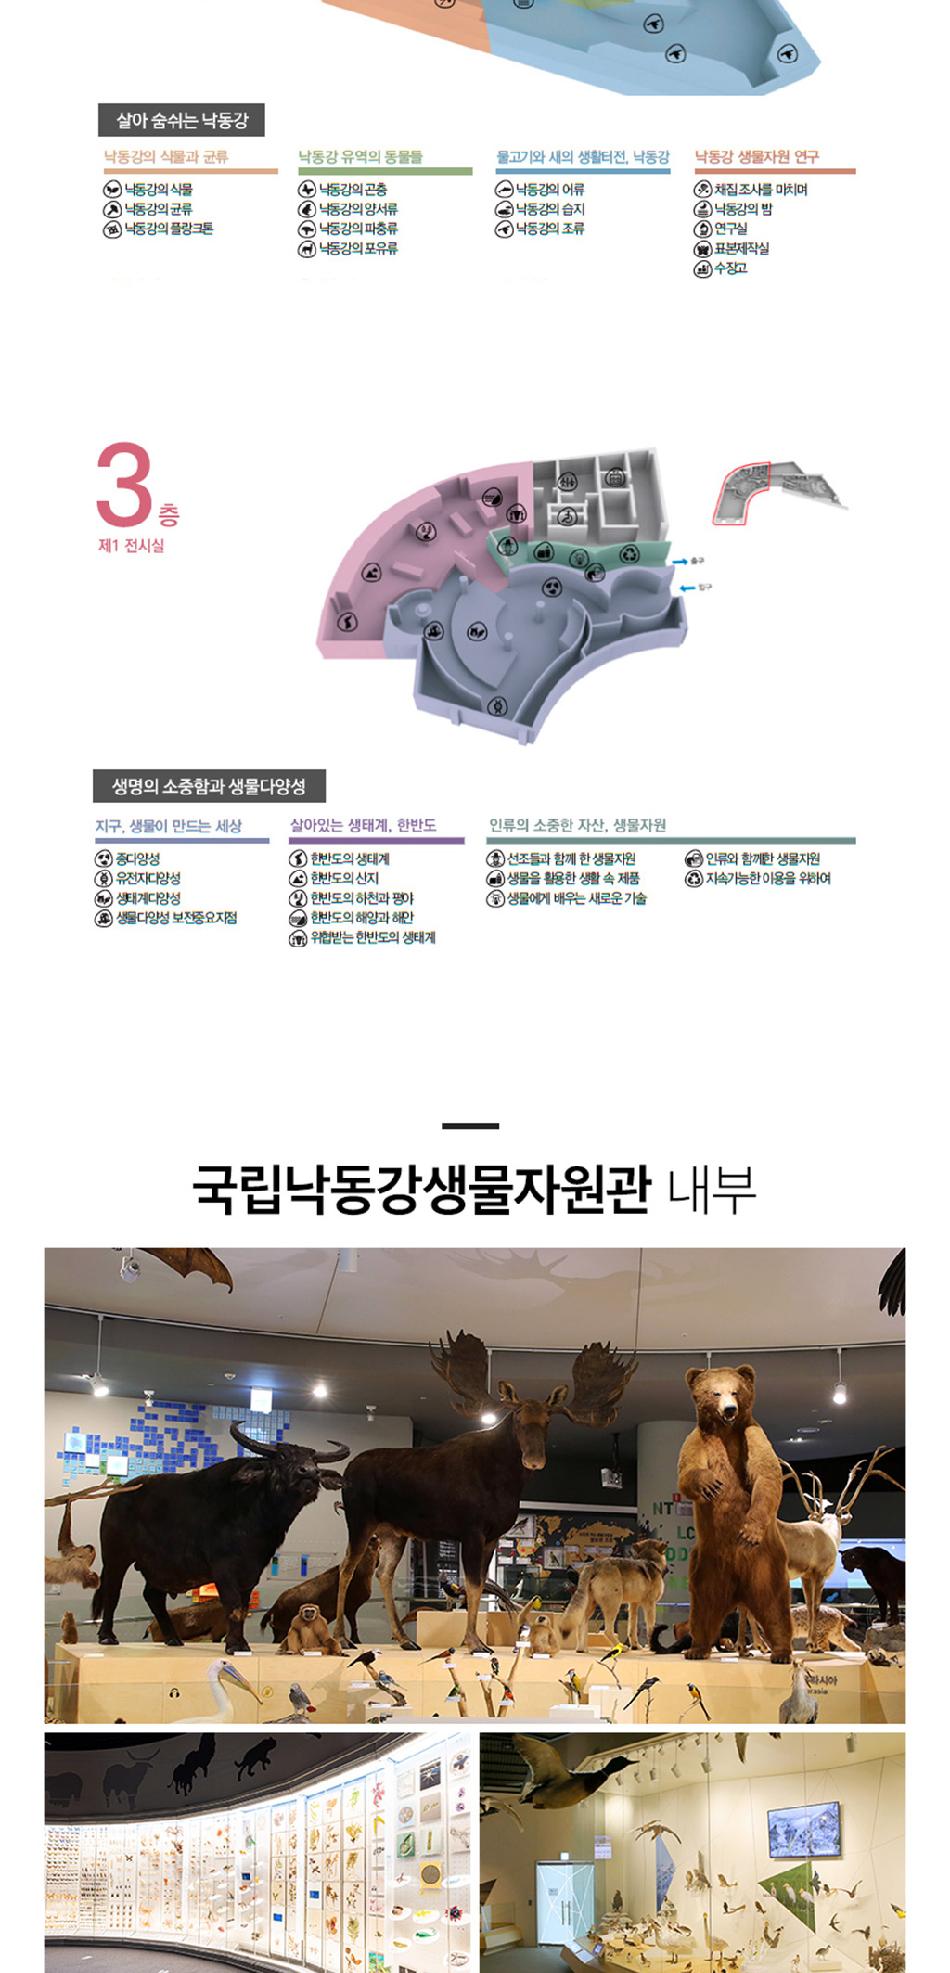 살아 숨쉬는 낙동강
낙동강의 식물과 균류
낙동강의 식물
낙동강의 균류
낙동강의 플랑크톤
낙동강 유역의 동물들
낙동강의 곤충
낙동강의 양서류
낙동강의 파충류
낙동강의 포유류
물고기와 새의 생활터전, 낙동강
낙동강의 어류
낙동강의 습지
낙동강의 조류
낙동강 생물자원 연구
채집조사를 마치며
낙동강의 밤
연구실
표본제작실
수장고
3층
제1 전시실
생명의 소중함과 생물다양성
지구, 생물이 만드는 세상
종다양성
유전자다양성
생태계다양성
생물다양성 보전중요지점
살아있는 생태계, 한반도
한반도의 생태계
한반도의 산지
한반도의 하천과 평야
한반도의 해양과 해안
위협받는 한반도의 생태계
인류의 소중한 자산, 생물자원
선조들과 함께 한 생물자원
생물을 활용한 생활 속 제품
생물에게 배우는 새로운 기술
인류와 함께한 생물자원
지속가능한 이용을 위하여
국립낙동강생물자원관 내부